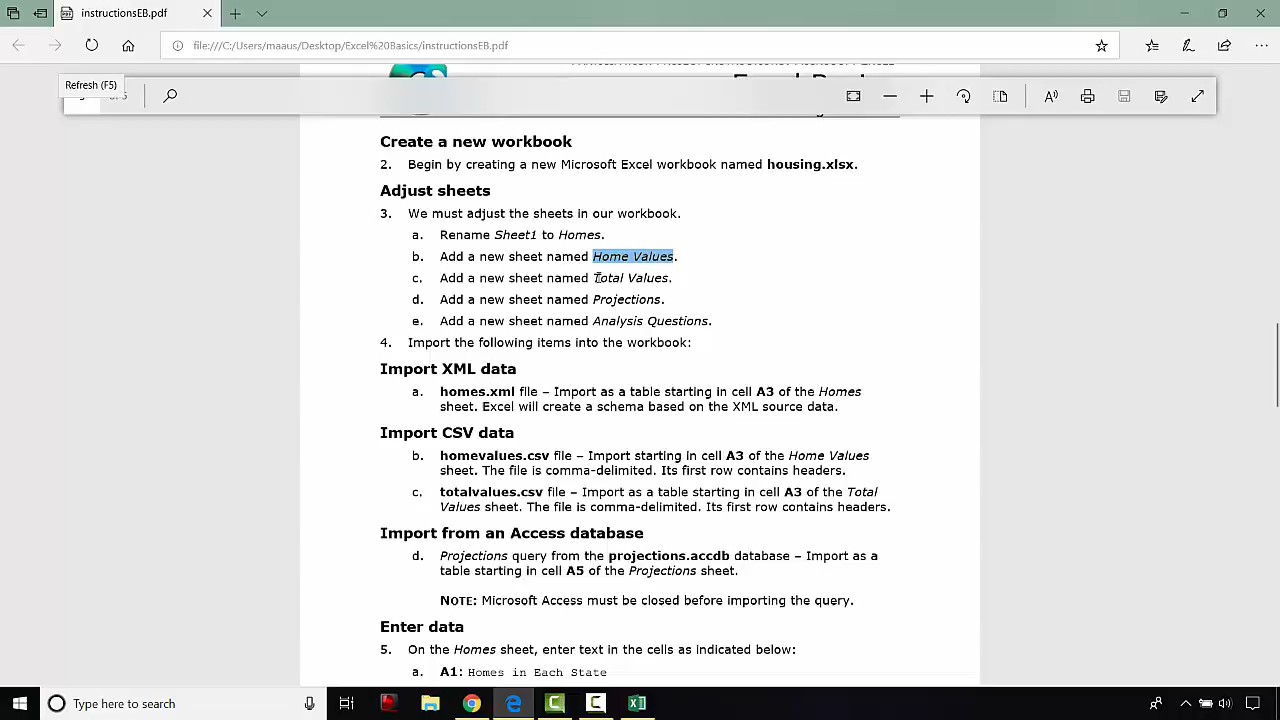 instructionsEB.pdf
file:///C:/Users/maaus/Desktop/Excel%20Basics/instructionsEB.pdf
Refresh (F5)
Create a new workbook
2. Begin by creating a new Microsoft Excel workbook named housing.xlsx.
Adjust sheets
3. We must adjust the sheets in our workbook.
a. Rename Sheet1 to Homes.
b. Add a new sheet named Home Values.
c. Add a new sheet named Total Values.
d. Add a new sheet named Projections.
e. Add a new sheet named Analysis Questions.
4. Import the following items into the workbook:
Import XML data
a. homes.xml file – Import as a table starting in cell A3 of the Homes
sheet. Excel will create a schema based on the XML source data.
Import CSV data
b. homevalues.csv file – Import starting in cell A3 of the Home Values
sheet. The file is comma-delimited. Its first row contains headers.
c. totalvalues.csv file – Import as a table starting in cell A3 of the Total
Values sheet. The file is comma-delimited. Its first row contains headers.
Import from an Access database
d. Projections query from the projections.accdb database – Import as a
table starting in cell A5 of the Projections sheet.
NOTE: Microsoft Access must be closed before importing the query.
Enter data
5. On the Homes sheet, enter text in the cells as indicated below:
a. A1: Homes in Each State
Type here to search